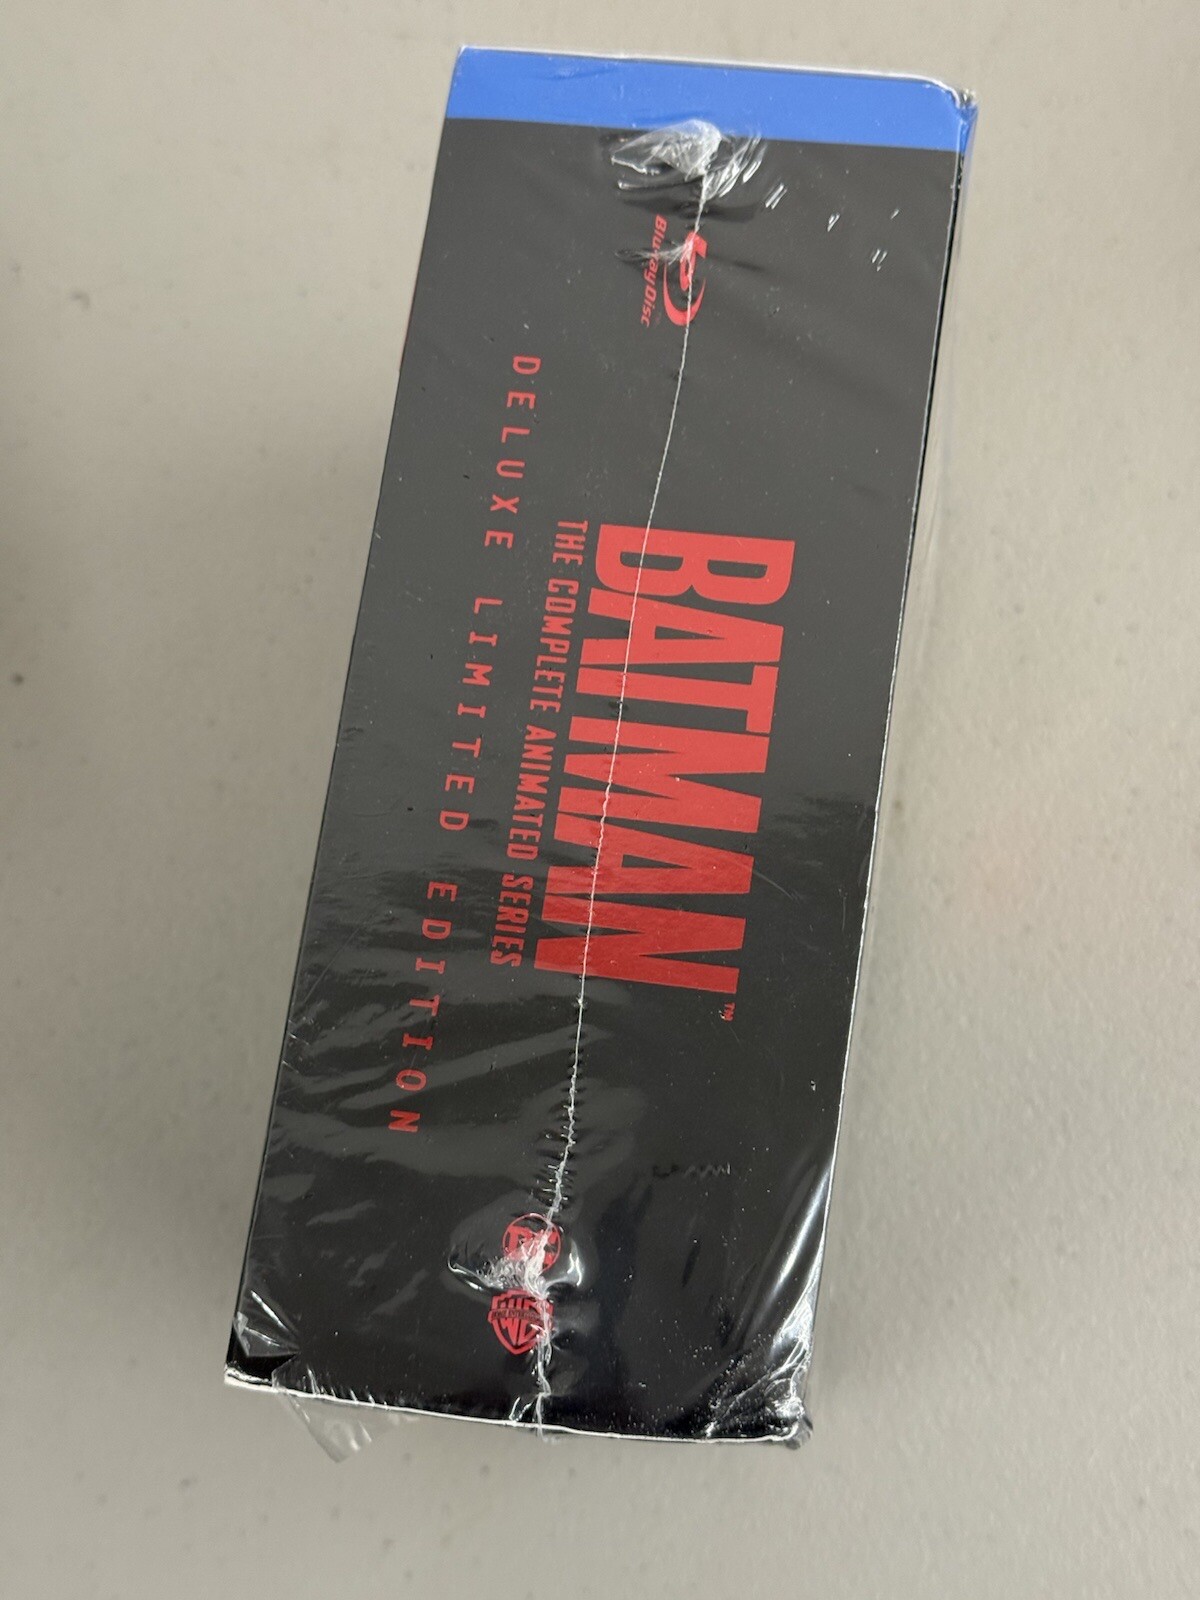 Blu-ray Disc
BATMAN™
THE COMPLETE ANIMATED SERIES
DELUXE LIMITED EDITION